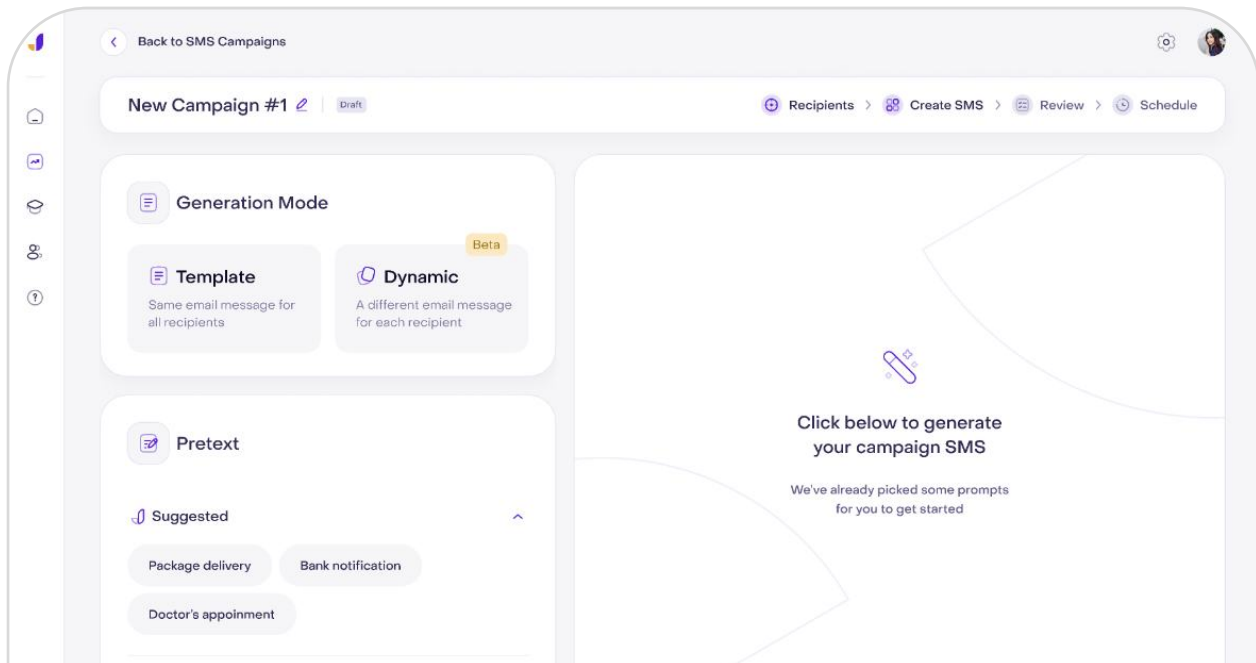 Back to SMS Campaigns
New Campaign #1
Draft
Recipients > Create SMS > Review > Schedule
Generation Mode
Beta
Template
Same email message for
all recipients
Dynamic
A different email message
for each recipient
Pretext
Suggested
Package delivery
Bank notification
Doctor's appoinment
Click below to generate
your campaign SMS
We've already picked some prompts
for you to get started